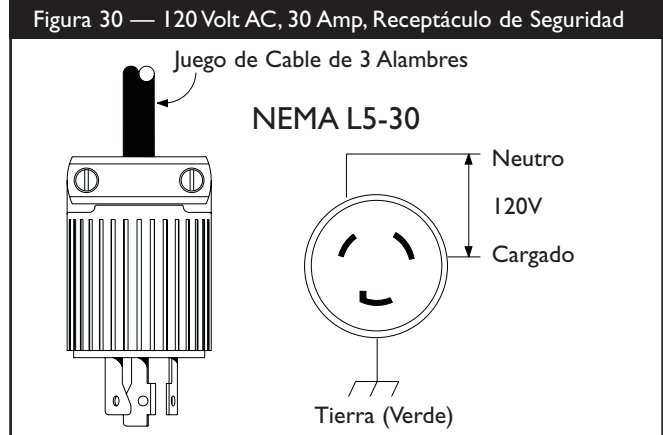 Figura 30 — 120 Volt AC, 30 Amp, Receptáculo de Seguridad
Juego de Cable de 3 Alambres
NEMA L5-30
Neutro
120V
Cargado
Tierra (Verde)